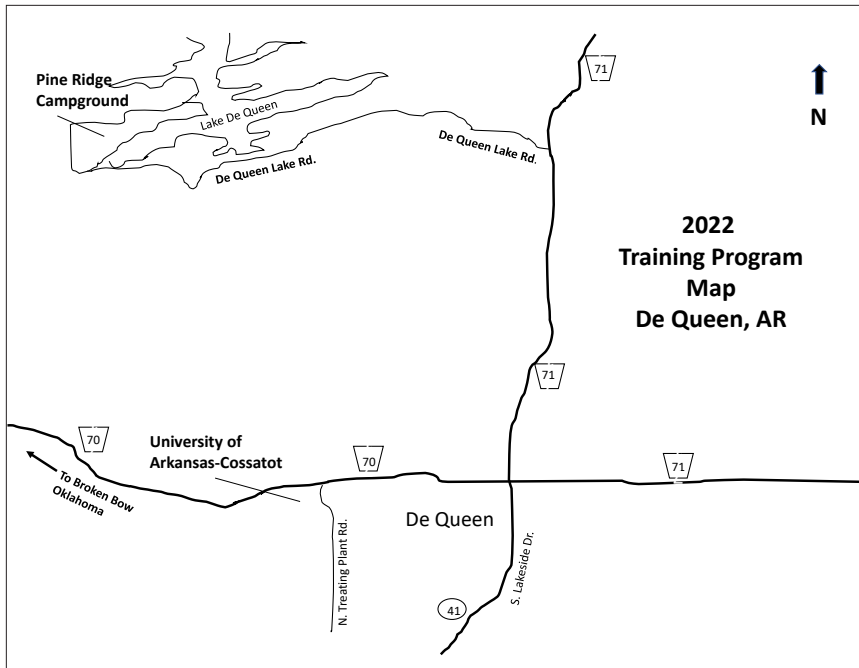 71
N
Pine Ridge
Campground
Lake De Queen
De Queen Lake Rd.
De Queen Lake Rd.
2022
Training Program
Map
De Queen, AR
71
70
University of
Arkansas-Cossatot
70
71
To Broken Bow
Oklahoma
De Queen
N. Treating Plant Rd.
S. Lakeside Dr.
41